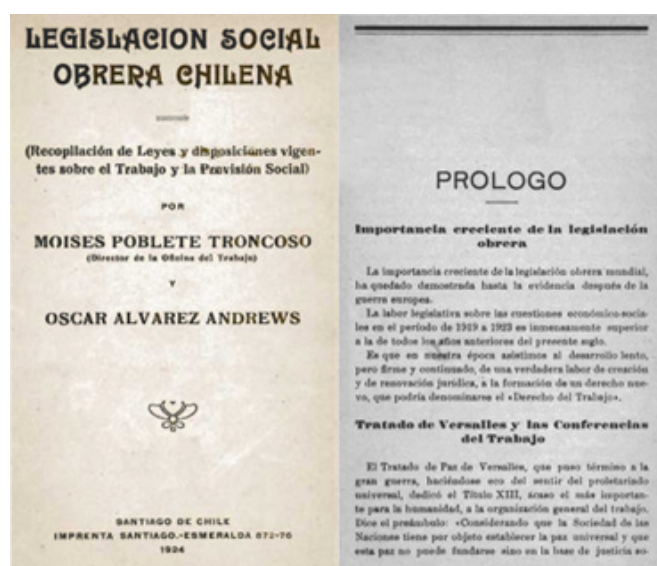 LEGISLACION SOCIAL
OBRERA CHILENA
(Recopilación de Leyes y disposiciones vigen-
tes sobre el Trabajo y la Previsión Social)
POR
MOISES POBLETE TRONCOSO
(Director de la Oficina del Trabajo)
Y
OSCAR ALVAREZ ANDREWS
SANTIAGO DE CHILE
IMPRENTA SANTIAGO.-ESMERALDA 872-76
1924
PROLOGO
Importancia creciente de la legislación
obrera
La importancia creciente de la legislación obrera mundial,
ha quedado demostrada hasta la evidencia después de la
guerra europea.
La labor legislativa sobre las cuestiones económico-socia-
les en el período de 1919 a 1923 es inmensamente superior
a la de todos los años anteriores del presente siglo.
Es que en nuestra época asistimos al desarrollo lento,
pero firme y continuado, de una verdadera labor de creación
y de renovación jurídica, a la formación de un derecho nue-
vo, que podría denominarse el «Derecho del Trabajo».
Tratado de Versalles y las Conferencias
del Trabajo
El Tratado de Paz de Versalles, que puso término a la
gran guerra, haciéndose eco del sentir del proletariado
universal, dedicó el Título XIII, acaso el más importan-
te para la humanidad, a la organización general del trabajo.
Dice el preámbulo: «Considerando que la Sociedad de las
Naciones tiene por objeto establecer la paz universal y que
esta paz no puede fundarse sino en la base de justicia so-